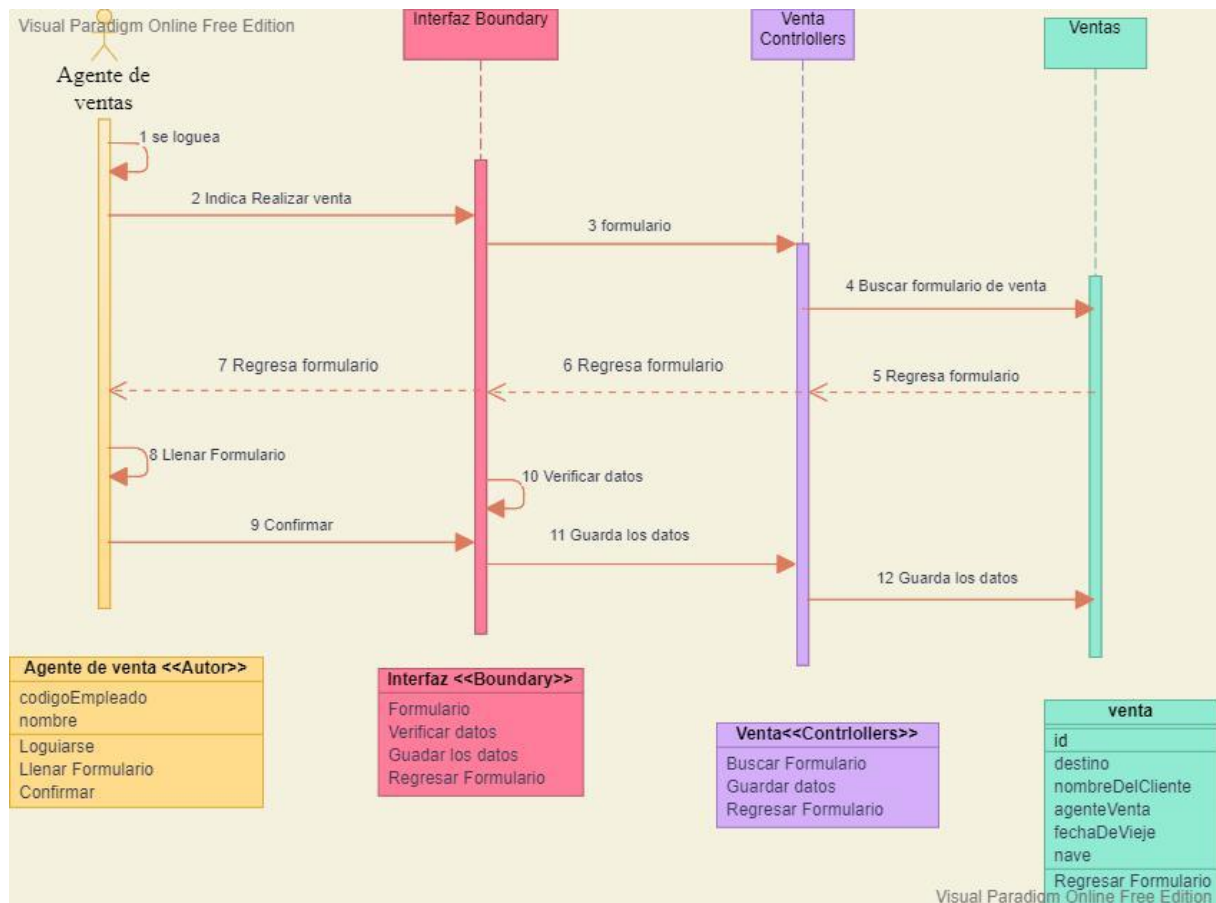 Visual Paradigm Online Free Edition
Interfaz Boundary
Venta
Contrlollers
Ventas
Agente de
ventas
1 se loguea
2 Indica Realizar venta
3 formulario
4 Buscar formulario de venta
7 Regresa formulario
6 Regresa formulario
5 Regresa formulario
8 Llenar Formulario
10 Verificar datos
9 Confirmar
11 Guarda los datos
12 Guarda los datos
Agente de venta <<Autor>>
codigoEmpleado
nombre
Loguiarse
Llenar Formulario
Confirmar
Interfaz <<Boundary>>
Formulario
Verificar datos
Guadar los datos
Regresar Formulario
Venta<<Contrlollers>>
Buscar Formulario
Guardar datos
Regresar Formulario
venta
id
destino
nombreDelCliente
agenteVenta
fechaDeVieje
nave
Regresar Formulario
Visual Paradigm Online Free Edition